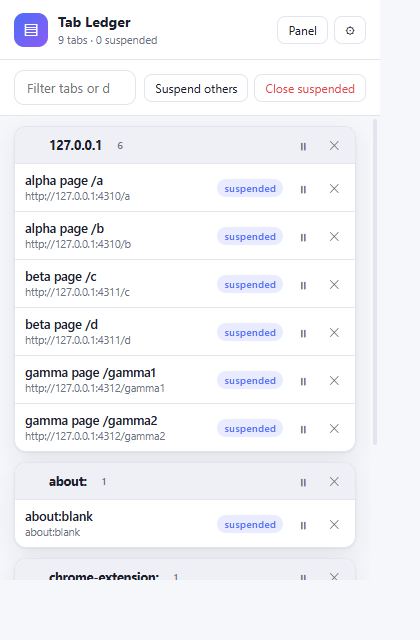 Tab Ledger
9 tabs · 0 suspended
Panel
Filter tabs or d
Suspend others
Close suspended
127.0.0.1 6
alpha page /a
http://127.0.0.1:4310/a
suspended
alpha page /b
http://127.0.0.1:4310/b
suspended
beta page /c
http://127.0.0.1:4311/c
suspended
beta page /d
http://127.0.0.1:4311/d
suspended
gamma page /gamma1
http://127.0.0.1:4312/gamma1
suspended
gamma page /gamma2
http://127.0.0.1:4312/gamma2
suspended
about: 1
about:blank
about:blank
suspended
chrome-extension: 1